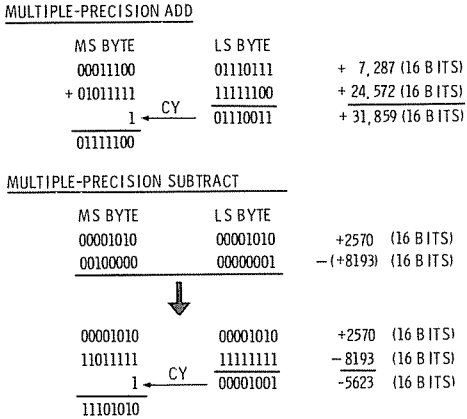 MULTIPLE-PRECISION ADD
MS BYTE LS BYTE
00011100 01110111 + 7,287 (16 BITS)
+ 01011111 11111100 + 24,572 (16 BITS)
1 CY 01110011 + 31,859 (16 BITS)
01111100
MULTIPLE-PRECISION SUBTRACT
MS BYTE LS BYTE
00001010 00001010 +2570 (16 BITS)
00100000 00000001 -(+8193) (16 BITS)
00001010 00001010 +2570 (16 BITS)
11011111 11111111 -8193 (16 BITS)
1 CY 00001001 -5623 (16 BITS)
11101010